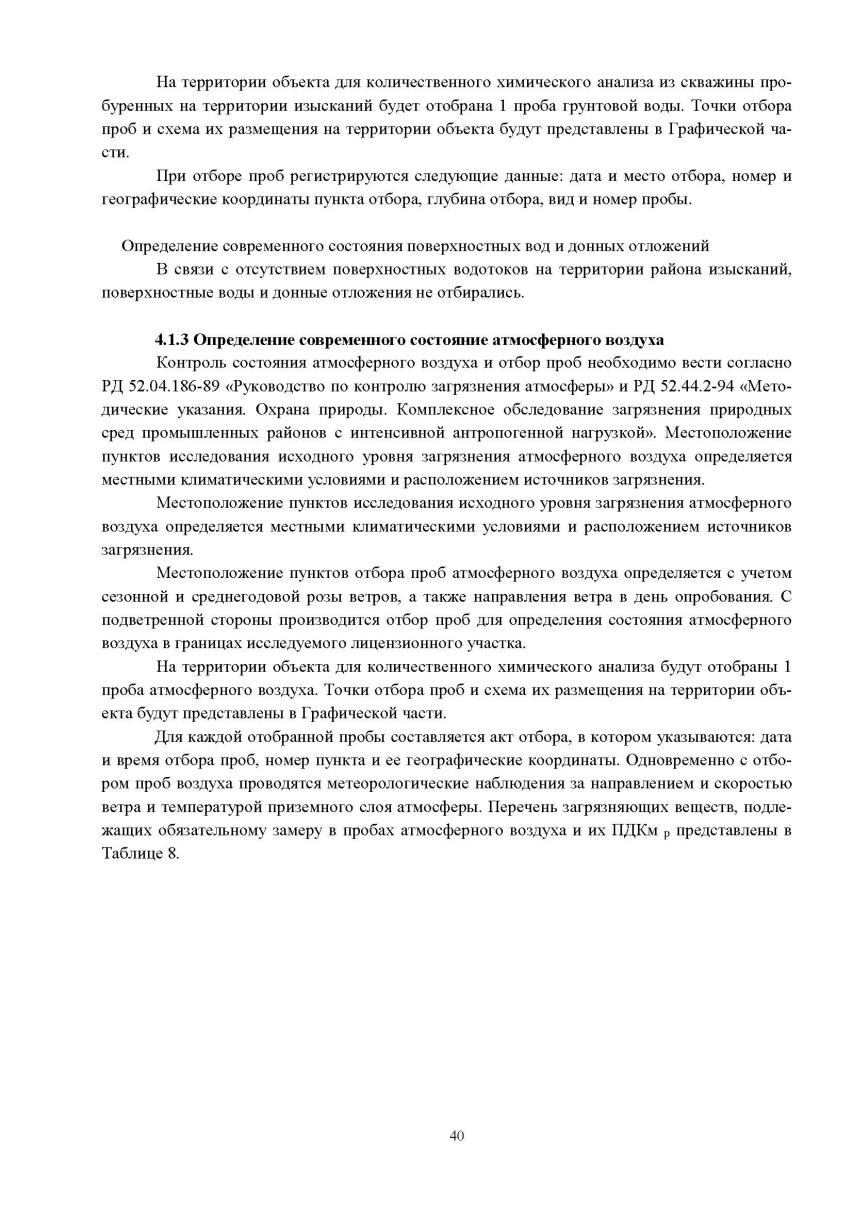 На территории объекта для количественного химического анализа из скважины про-
буренных на территории изысканий будет отобрана 1 проба грунтовой воды. Точки отбора
проб и схема их размещения на территории объекта будут представлены в Графической ча-
сти.
При отборе проб регистрируются следующие данные: дата и место отбора, номер и
географические координаты пункта отбора, глубина отбора, вид и номер пробы.
Определение современного состояния поверхностных вод и донных отложений
В связи с отсутствием поверхностных водотоков на территории района изысканий,
поверхностные воды и донные отложения не отбирались.
4.1.3 Определение современного состояние атмосферного воздуха
Контроль состояния атмосферного воздуха и отбор проб необходимо вести согласно
РД 52.04.186-89 «Руководство по контролю загрязнения атмосферы» и РД 52.44.2-94 «Мето-
дические указания. Охрана природы. Комплексное обследование загрязнения природных
сред промышленных районов с интенсивной антропогенной нагрузкой». Местоположение
пунктов исследования исходного уровня загрязнения атмосферного воздуха определяется
местными климатическими условиями и расположением источников загрязнения.
Местоположение пунктов исследования исходного уровня загрязнения атмосферного
воздуха определяется местными климатическими условиями и расположением источников
загрязнения.
Местоположение пунктов отбора проб атмосферного воздуха определяется с учетом
сезонной и среднегодовой розы ветров, а также направления ветра в день опробования. С
подветренной стороны производится отбор проб для определения состояния атмосферного
воздуха в границах исследуемого лицензионного участка.
На территории объекта для количественного химического анализа будут отобраны 1
проба атмосферного воздуха. Точки отбора проб и схема их размещения на территории объ-
екта будут представлены в Графической части.
Для каждой отобранной пробы составляется акт отбора, в котором указываются: дата
и время отбора проб, номер пункта и ее географические координаты. Одновременно с отбо-
ром проб воздуха проводятся метеорологические наблюдения за направлением и скоростью
ветра и температурой приземного слоя атмосферы. Перечень загрязняющих веществ, подле-
жащих обязательному замеру в пробах атмосферного воздуха и их ПДКм р представлены в
Таблице 8.
40